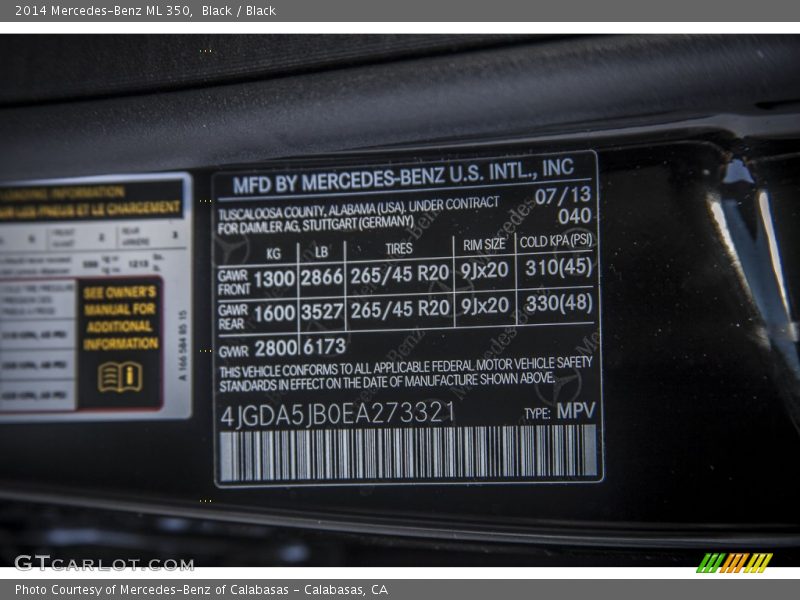 2014 Mercedes-Benz ML 350, Black / Black
MFD BY MERCEDES-BENZ U.S. INTL., INC
TUSCALOOSA COUNTY, ALABAMA (USA). UNDER CONTRACT 07/13
FOR DAIMLER AG, STUTTGART (GERMANY) 040
KG LB TIRES RIM SIZE COLD KPA (PSI)
GAWR FRONT 1300 2866 265/45 R20 9Jx20 310(45)
GAWR REAR 1600 3527 265/45 R20 9Jx20 330(48)
GVWR 2800 6173
THIS VEHICLE CONFORMS TO ALL APPLICABLE FEDERAL MOTOR VEHICLE SAFETY
STANDARDS IN EFFECT ON THE DATE OF MANUFACTURE SHOWN ABOVE.
4JGDA5JB0EA273321 TYPE: MPV
SEE OWNER'S
MANUAL FOR
ADDITIONAL
INFORMATION
A 166 584 85 15
GTCARLOT.COM
Photo Courtesy of Mercedes-Benz of Calabasas - Calabasas, CA